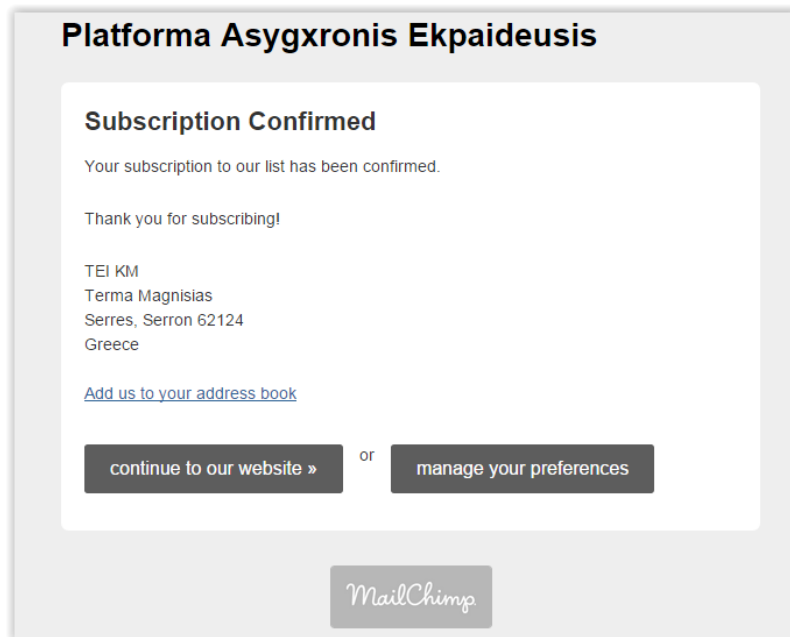 Platforma Asygxronis Ekpaideusis
Subscription Confirmed
Your subscription to our list has been confirmed.
Thank you for subscribing!
TEI KM
Terma Magnisias
Serres, Serron 62124
Greece
Add us to your address book
continue to our website » or manage your preferences
MailChimp